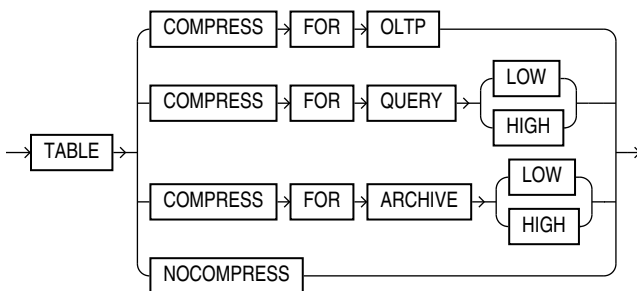 COMPRESS FOR OLTP
LOW
COMPRESS FOR QUERY
HIGH
TABLE
LOW
COMPRESS FOR ARCHIVE
HIGH
NOCOMPRESS